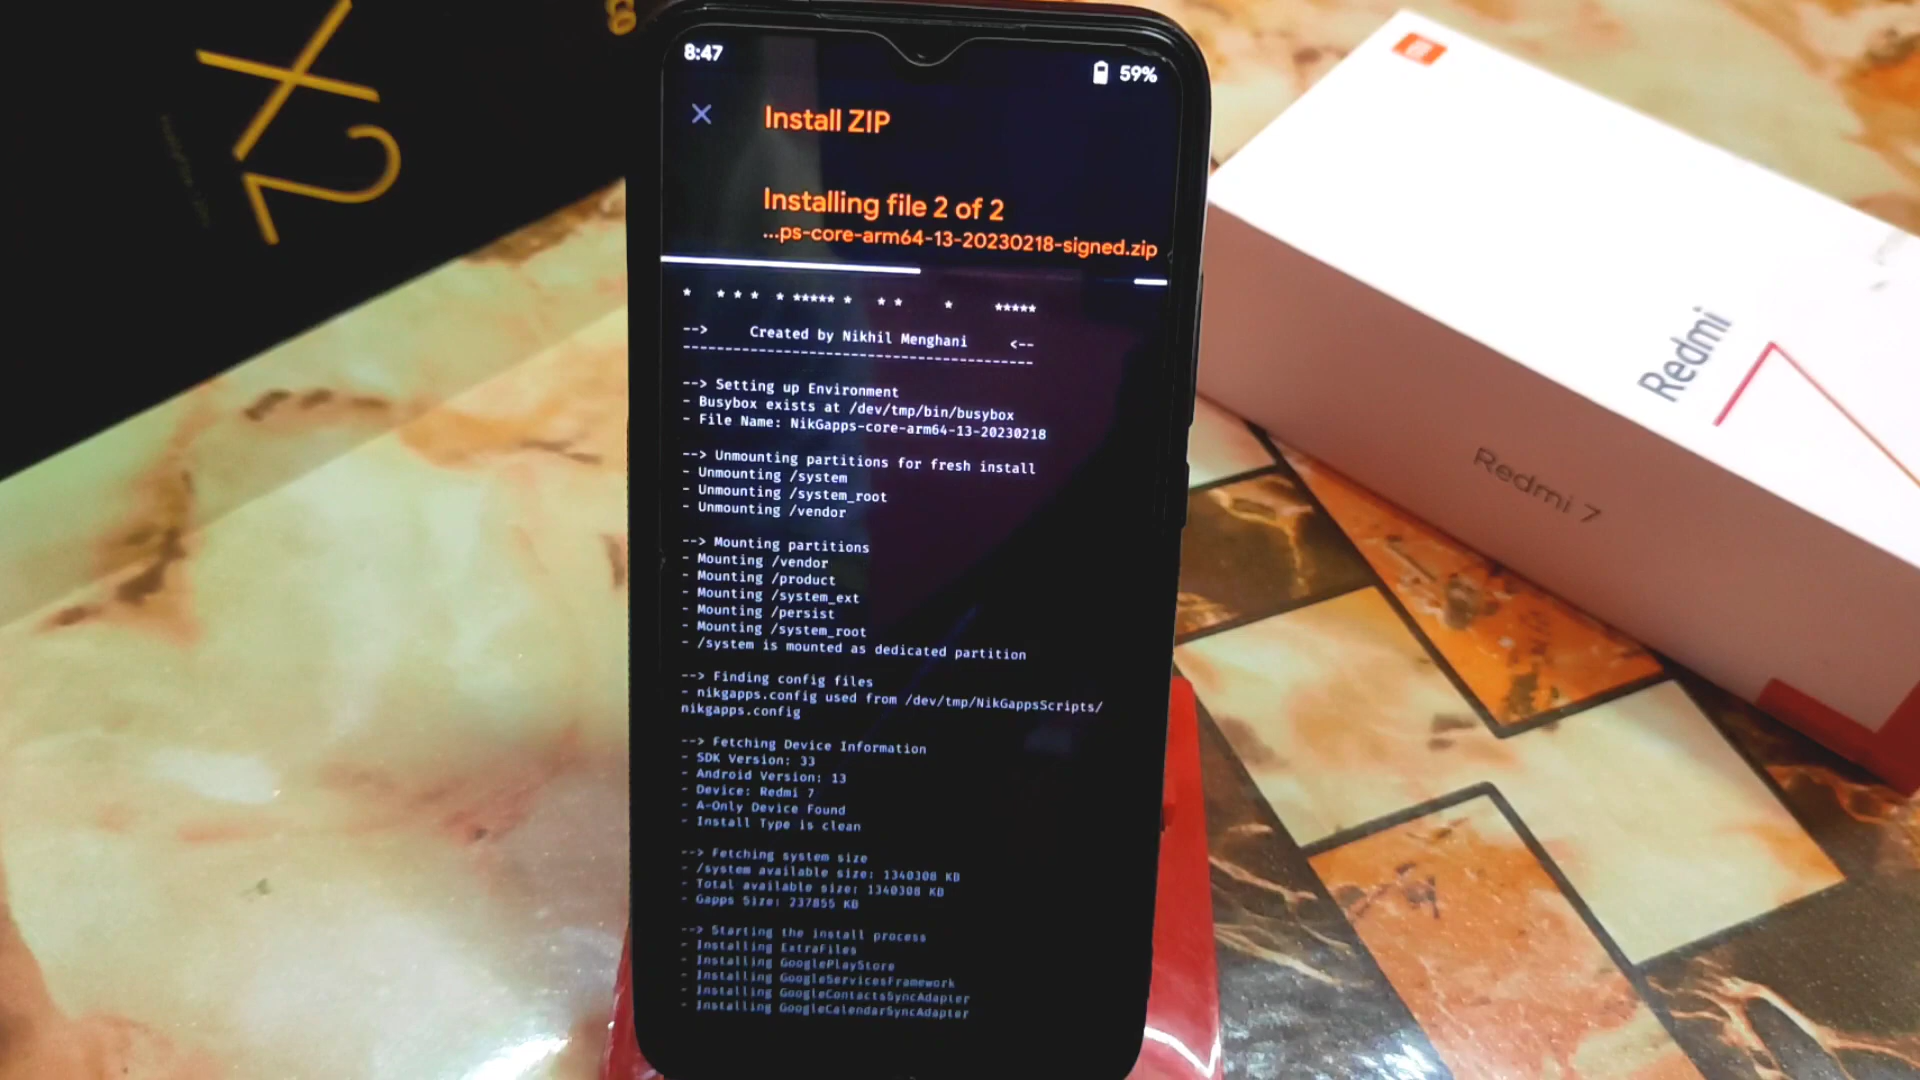 X2
8:47
59%
Install ZIP
Installing file 2 of 2
...ps-core-arm64-13-20230218-signed.zip
* * * * * ***** * * * * *****
--> Created by Nikhil Menghani <--
------------------------------------------
--> Setting up Environment
- Busybox exists at /dev/tmp/bin/busybox
- File Name: NikGapps-core-arm64-13-20230218
--> Unmounting partitions for fresh install
- Unmounting /system
- Unmounting /system_root
- Unmounting /vendor
--> Mounting partitions
- Mounting /vendor
- Mounting /product
- Mounting /system_ext
- Mounting /persist
- Mounting /system_root
- /system is mounted as dedicated partition
--> Finding config files
- nikgapps.config used from /dev/tmp/NikGappsScripts/
nikgapps.config
--> Fetching Device Information
- SDK Version: 33
- Android Version: 13
- Device: Redmi 7
- A-Only Device Found
- Install Type is clean
--> Fetching system size
- /system available size: 1340308 KB
- Total available size: 1340308 KB
- Gapps Size: 237855 KB
--> Starting the install process
- Installing ExtraFiles
- Installing GooglePlayStore
- Installing GoogleServicesFramework
- Installing GoogleContactsSyncAdapter
- Installing GoogleCalendarSyncAdapter
Redmi
7
Redmi 7